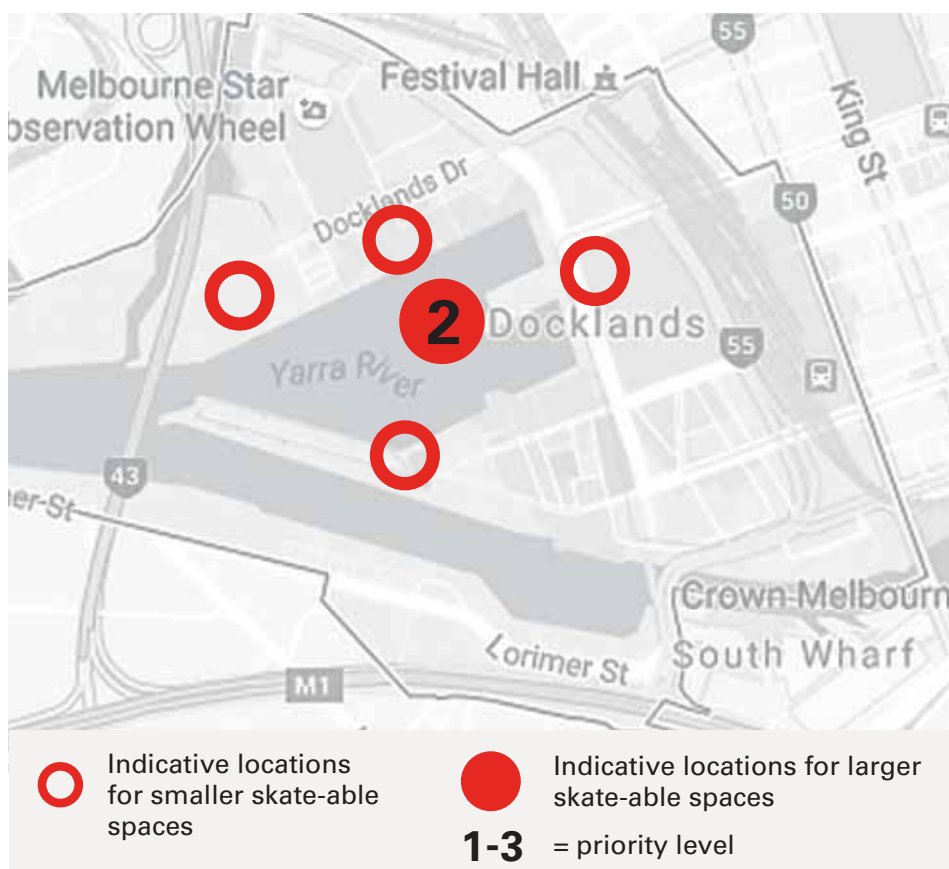 55
Melbourne Star
bservation Wheel
Festival Hall
King St
Docklands Dr
50
2
Docklands
55
Yarra River
43
er St
Crown Melbourn
South Wharf
Lorimer St
M1
Indicative locations
for smaller skate-able
spaces
Indicative locations for larger
skate-able spaces
1-3 = priority level